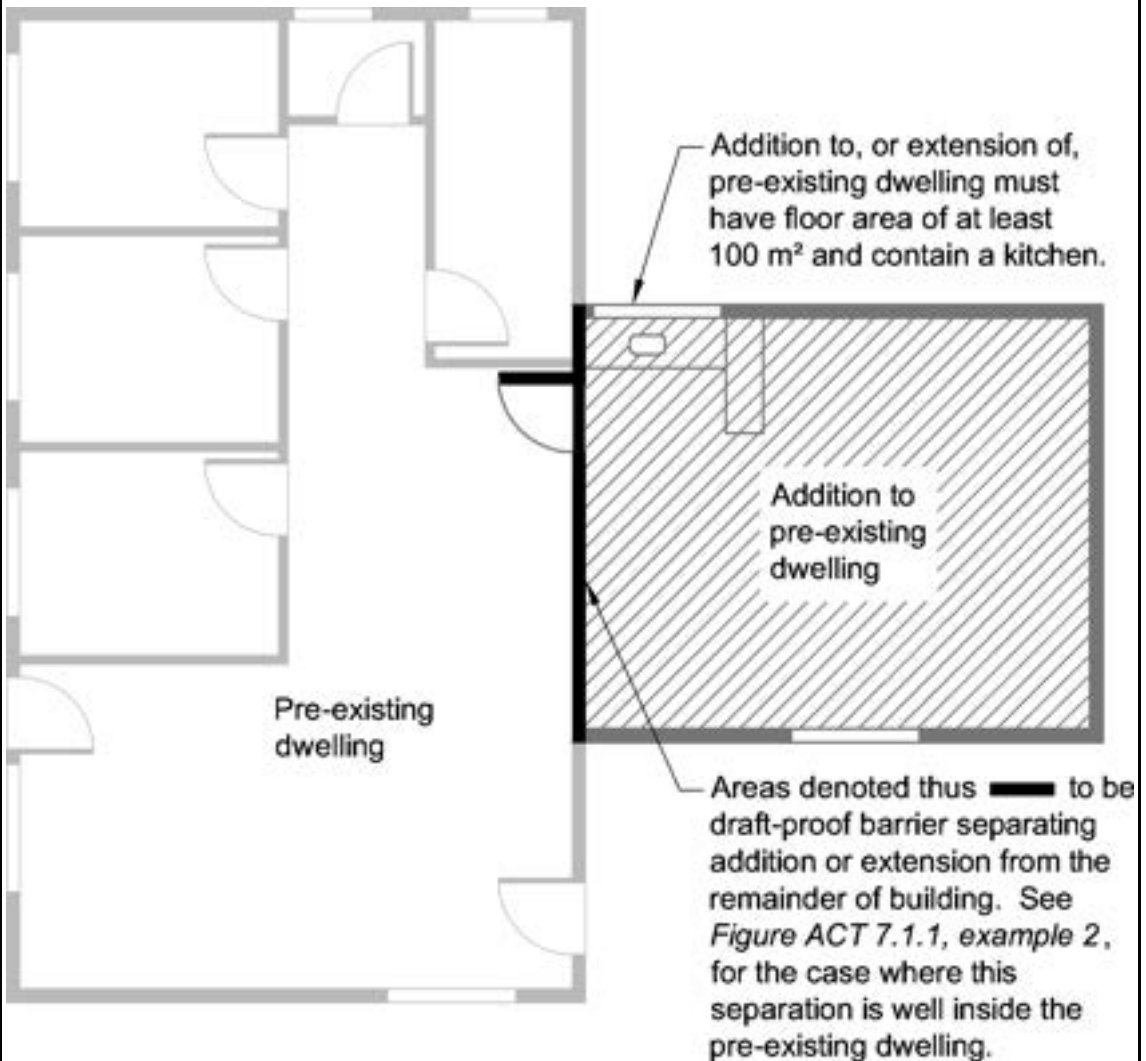 Addition to, or extension of,
pre-existing dwelling must
have floor area of at least
100 m² and contain a kitchen.
Addition to
pre-existing
dwelling
Pre-existing
dwelling
Areas denoted thus to be
draft-proof barrier separating
addition or extension from the
remainder of building. See
Figure ACT 7.1.1, example 2,
for the case where this
separation is well inside the
pre-existing dwelling.